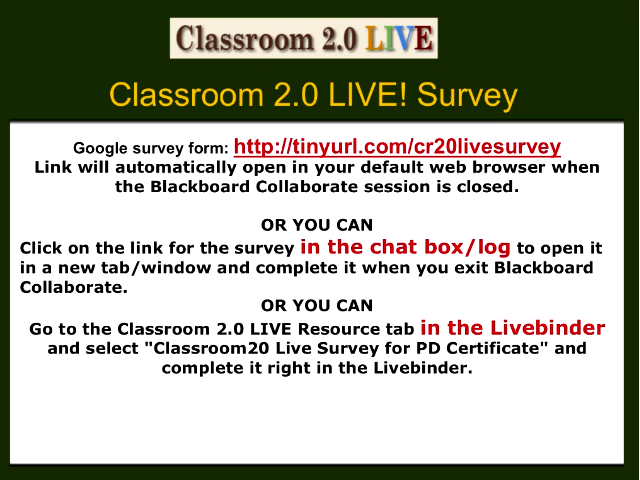 Classroom 2.0 LIVE
Classroom 2.0 LIVE! Survey
Google survey form: http://tinyurl.com/cr20livesurvey
Link will automatically open in your default web browser when
the Blackboard Collaborate session is closed.
OR YOU CAN
Click on the link for the survey in the chat box/log to open it
in a new tab/window and complete it when you exit Blackboard
Collaborate.
OR YOU CAN
Go to the Classroom 2.0 LIVE Resource tab in the Livebinder
and select "Classroom20 Live Survey for PD Certificate" and
complete it right in the Livebinder.